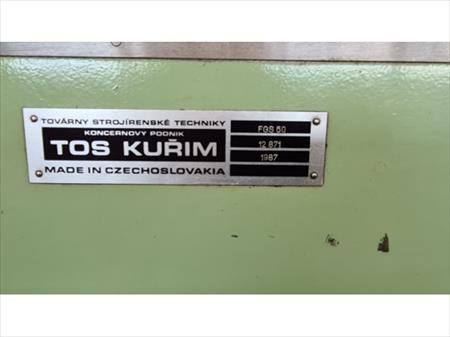 TOVÁRNY STROJÍRENSKÉ TECHNIKY
KONCERNOVÝ PODNIK
TOS KUŘIM
MADE IN CZECHOSLOVAKIA
FGS 50
12 871
1987